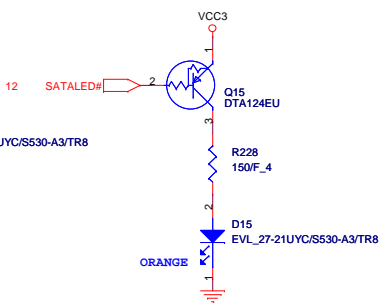 VCC3
1
12 SATALED#
2
Q15
DTA124EU
3
UYC/S530-A3/TR8
R228
150/F_4
2
D15
EVL_27-21UYC/S530-A3/TR8
ORANGE
1